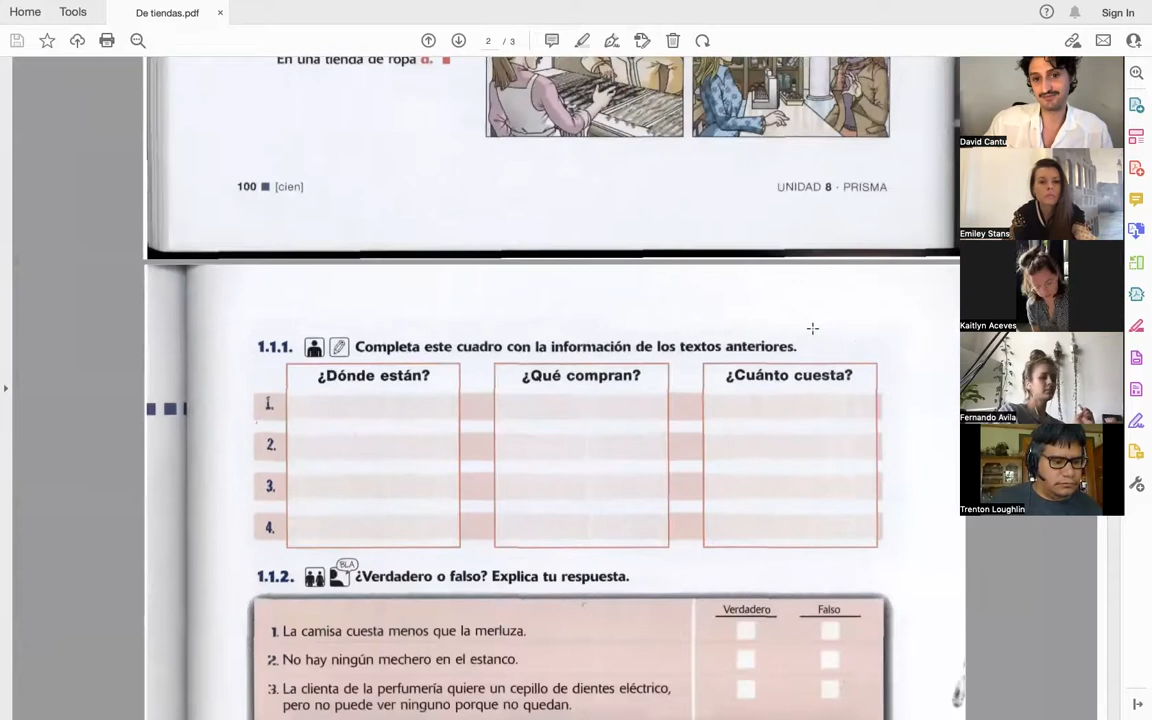 Home
Tools
De tiendas.pdf
×
Sign In
2 / 3
En una tienda de ropa d.
100 [cien]
UNIDAD 8 · PRISMA
1.1.1. Completa este cuadro con la información de los textos anteriores.
¿Dónde están?
¿Qué compran?
¿Cuánto cuesta?
1.
2.
3.
4.
1.1.2. BLA ¿Verdadero o falso? Explica tu respuesta.
Verdadero
Falso
1. La camisa cuesta menos que la merluza.
2. No hay ningún mechero en el estanco.
3. La clienta de la perfumería quiere un cepillo de dientes eléctrico,
pero no puede ver ninguno porque no quedan.
David Cantu
Emiley Stans
Kaitlyn Aceves
Fernando Avila
Trenton Loughlin